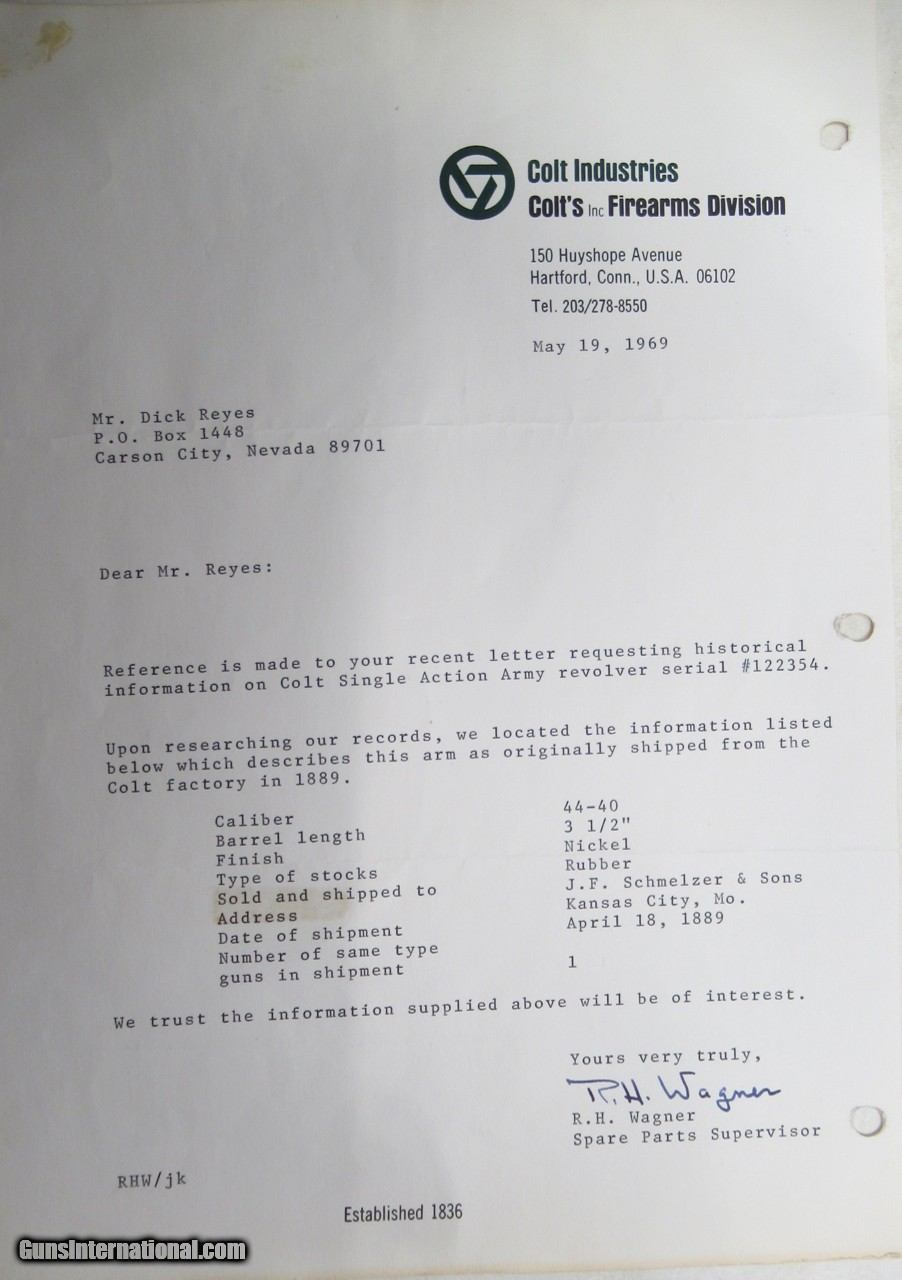 Colt Industries
Colt's Inc Firearms Division
150 Huyshope Avenue
Hartford, Conn., U.S.A. 06102
Tel. 203/278-8550
May 19, 1969
Mr. Dick Reyes
P.O. Box 1448
Carson City, Nevada 89701
Dear Mr. Reyes:
Reference is made to your recent letter requesting historical
information on Colt Single Action Army revolver serial #122354.
Upon researching our records, we located the information listed
below which describes this arm as originally shipped from the
Colt factory in 1889.
Caliber 44-40
Barrel length 3 1/2"
Finish Nickel
Type of stocks Rubber
Sold and shipped to J.F. Schmelzer & Sons
Address Kansas City, Mo.
Date of shipment April 18, 1889
Number of same type
guns in shipment 1
We trust the information supplied above will be of interest.
Yours very truly,
R.H. Wagner
R.H. Wagner
Spare Parts Supervisor
RHW/jk
Established 1836
GunsInternational.com